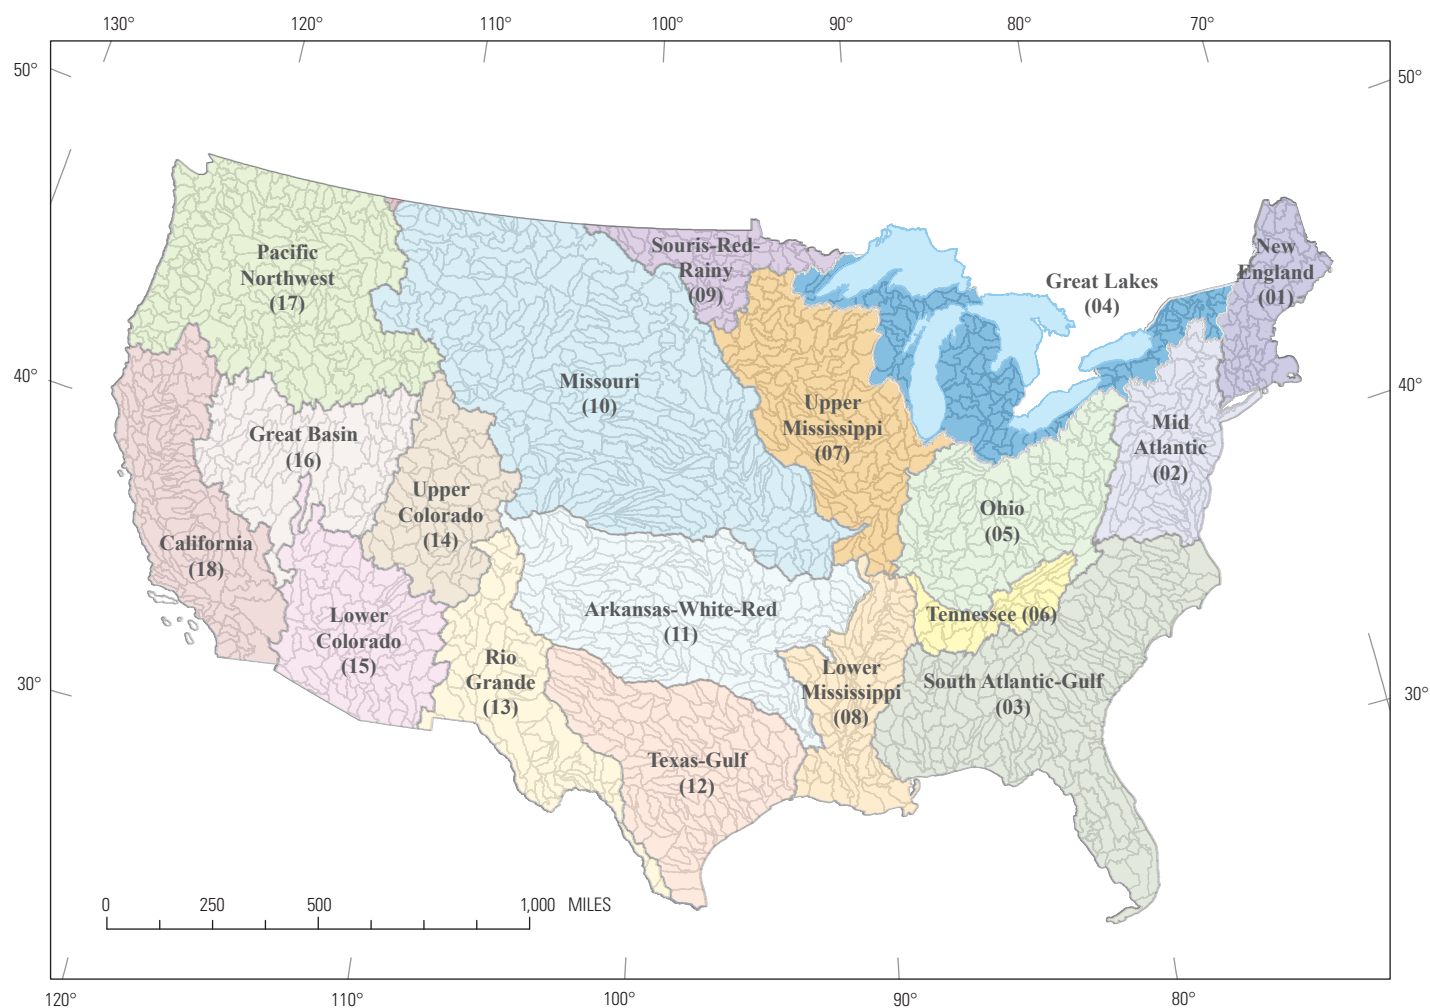 130°
120°
110°
100°
90°
80°
70°
50°
50°
New
England
(01)
Souris-Red-
Rainy
(09)
Pacific
Northwest
(17)
Great Lakes
(04)
40°
40°
Missouri
(10)
Upper
Mississippi
(07)
Mid
Atlantic
(02)
Great Basin
(16)
Upper
Colorado
(14)
Ohio
(05)
California
(18)
Arkansas-White-Red
(11)
Tennessee (06)
Lower
Colorado
(15)
Rio
Grande
(13)
Lower
Mississippi
(08)
South Atlantic-Gulf
(03)
30°
30°
Texas-Gulf
(12)
0 250 500 1,000 MILES
120°
110°
100°
90°
80°